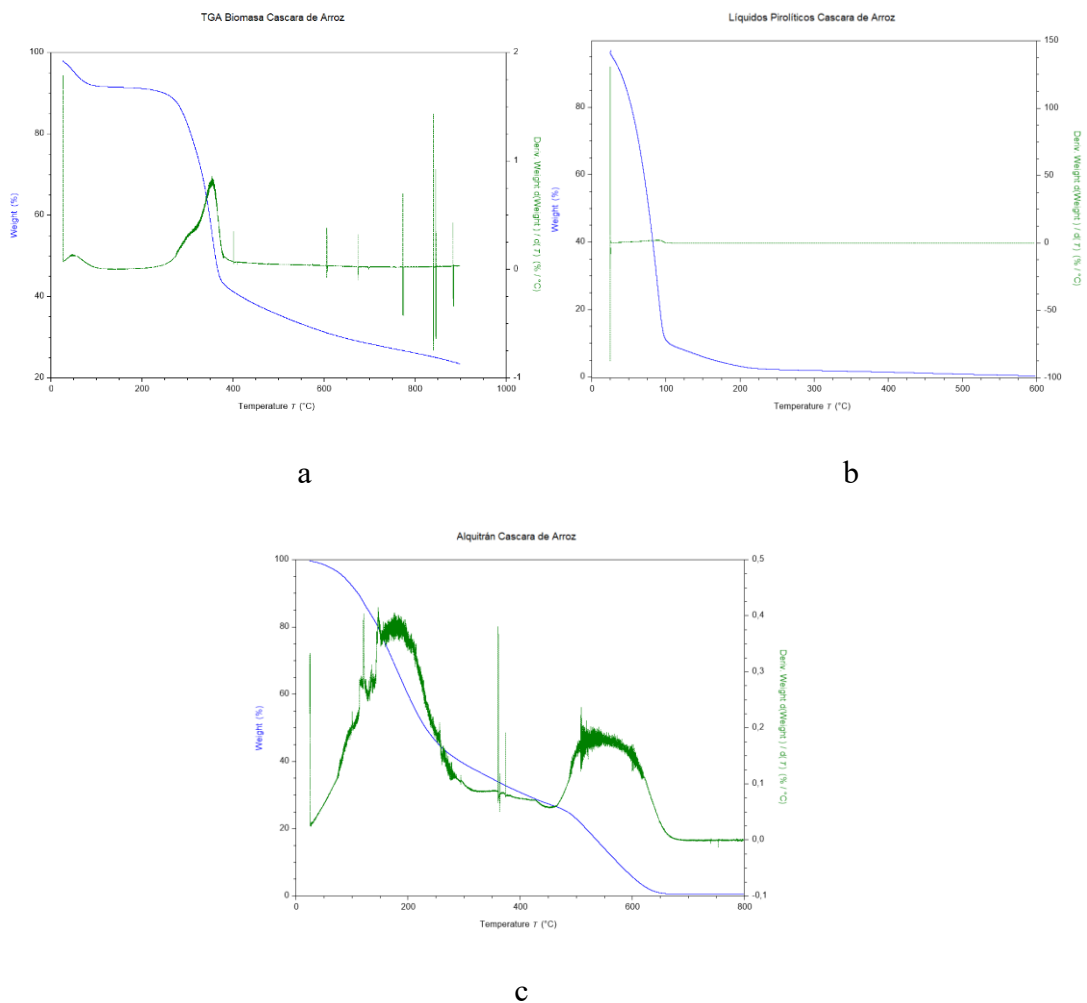 TGA Biomasa Cascara de Arroz
100
80
60
40
20
Weight (%)
2
1
0
-1
Deriv. Weight d(Weight ) / d( T ) (% / °C)
0 200 400 600 800 1000
Temperature T (°C)
a
Líquidos Pirolíticos Cascara de Arroz
80
60
40
20
0
Weight (%)
150
100
50
0
-50
-100
Deriv. Weight d(Weight ) / d( T ) (% / °C)
0 100 200 300 400 500 600
Temperature T (°C)
b
Alquitrán Cascara de Arroz
100
80
60
40
20
0
Weight (%)
0,5
0,4
0,3
0,2
0,1
0,0
-0,1
Deriv. Weight d(Weight ) / d( T ) (% / °C)
0 200 400 600 800
Temperature T (°C)
c